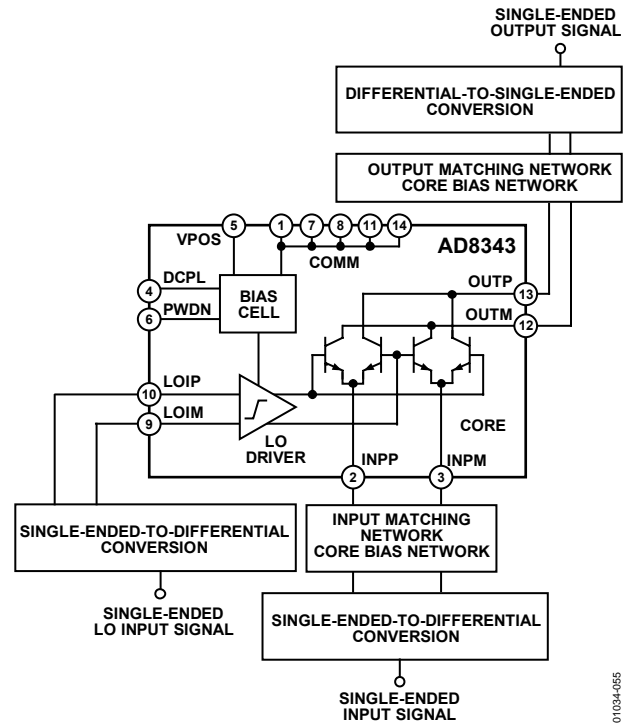 SINGLE-ENDED
OUTPUT SIGNAL
DIFFERENTIAL-TO-SINGLE-ENDED
CONVERSION
OUTPUT MATCHING NETWORK
CORE BIAS NETWORK
5
1
7
8
11
14
VPOS
COMM
AD8343
4
DCPL
6
PWDN
BIAS
CELL
OUTP
13
OUTM
12
10
LOIP
9
LOIM
LO
DRIVER
CORE
INPP
2
INPM
3
SINGLE-ENDED-TO-DIFFERENTIAL
CONVERSION
INPUT MATCHING
NETWORK
CORE BIAS NETWORK
SINGLE-ENDED
LO INPUT SIGNAL
SINGLE-ENDED-TO-DIFFERENTIAL
CONVERSION
SINGLE-ENDED
INPUT SIGNAL
01034-055